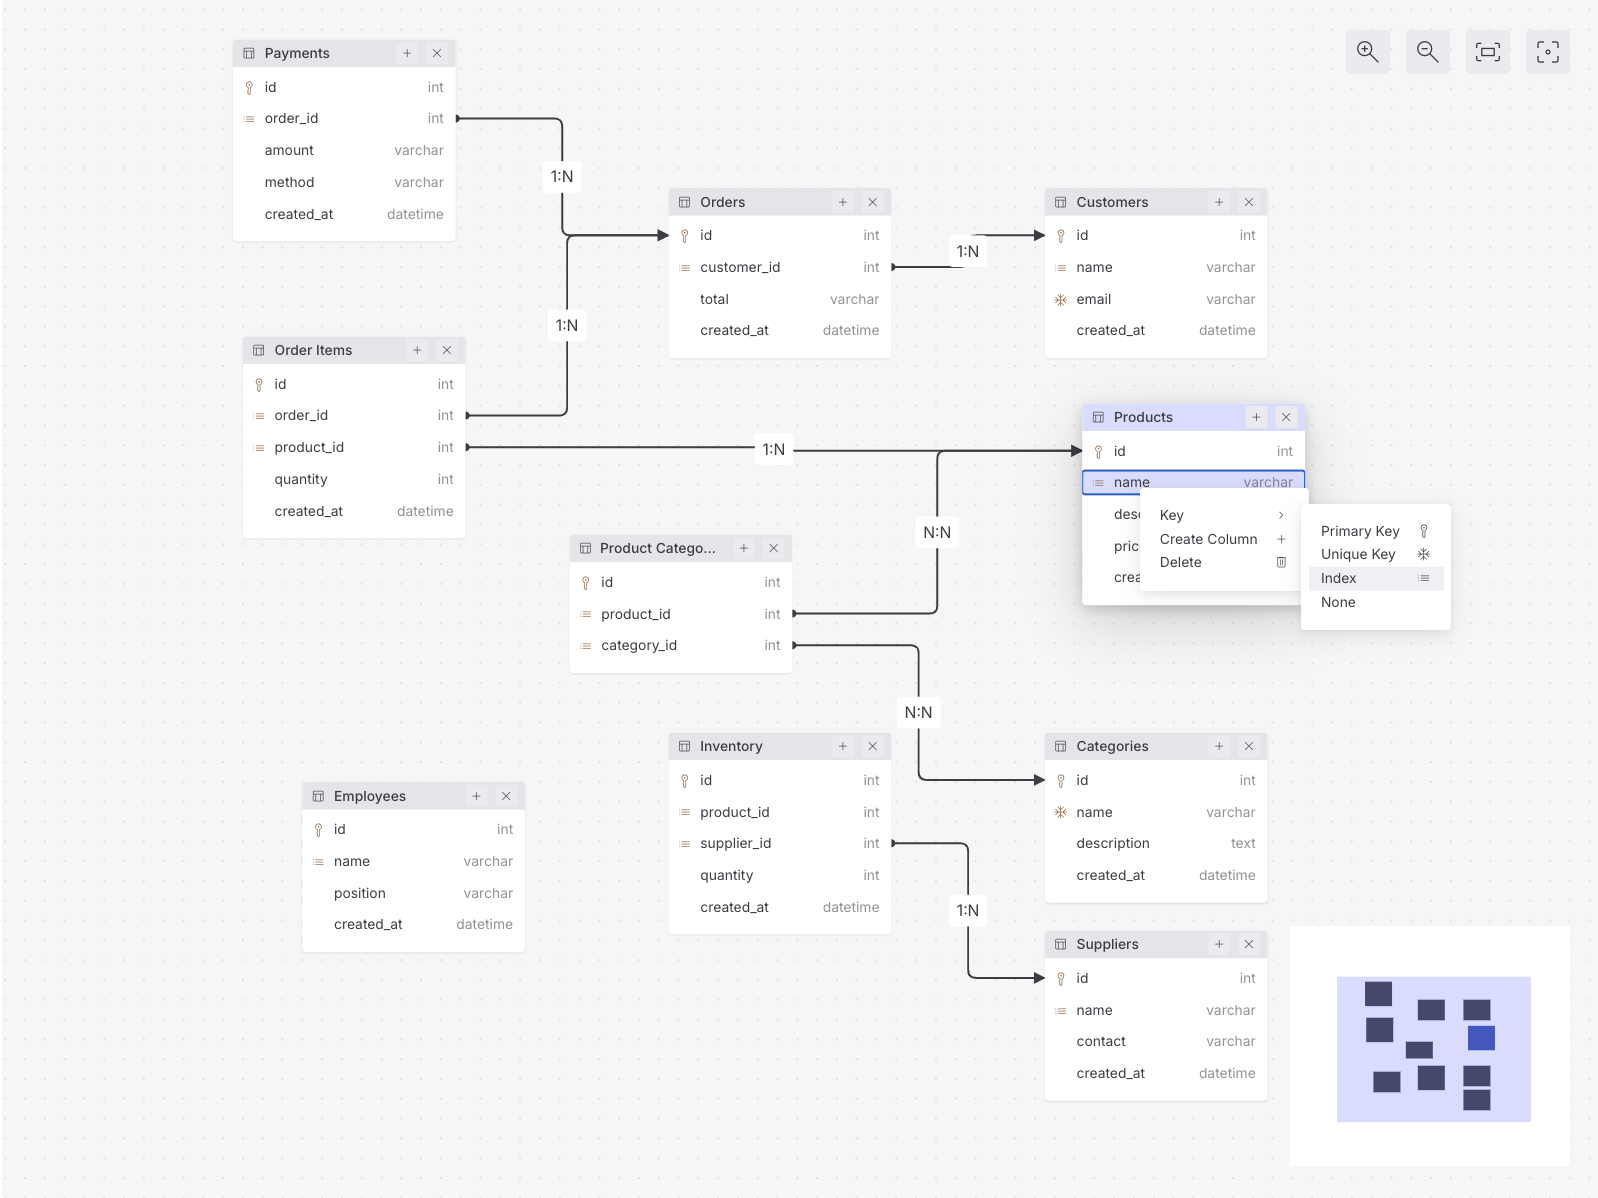 Payments
id int
order_id int
amount varchar
method varchar
created_at datetime
1:N
Orders
id int
customer_id int
total varchar
created_at datetime
1:N
Customers
id int
name varchar
email varchar
created_at datetime
1:N
Order Items
id int
order_id int
product_id int
quantity int
created_at datetime
1:N
Products
id int
name varchar
desc
pric
crea
Key
Create Column
Delete
Primary Key
Unique Key
Index
None
N:N
Product Catego...
id int
product_id int
category_id int
N:N
Inventory
id int
product_id int
supplier_id int
quantity int
created_at datetime
Categories
id int
name varchar
description text
created_at datetime
Employees
id int
name varchar
position varchar
created_at datetime
1:N
Suppliers
id int
name varchar
contact varchar
created_at datetime